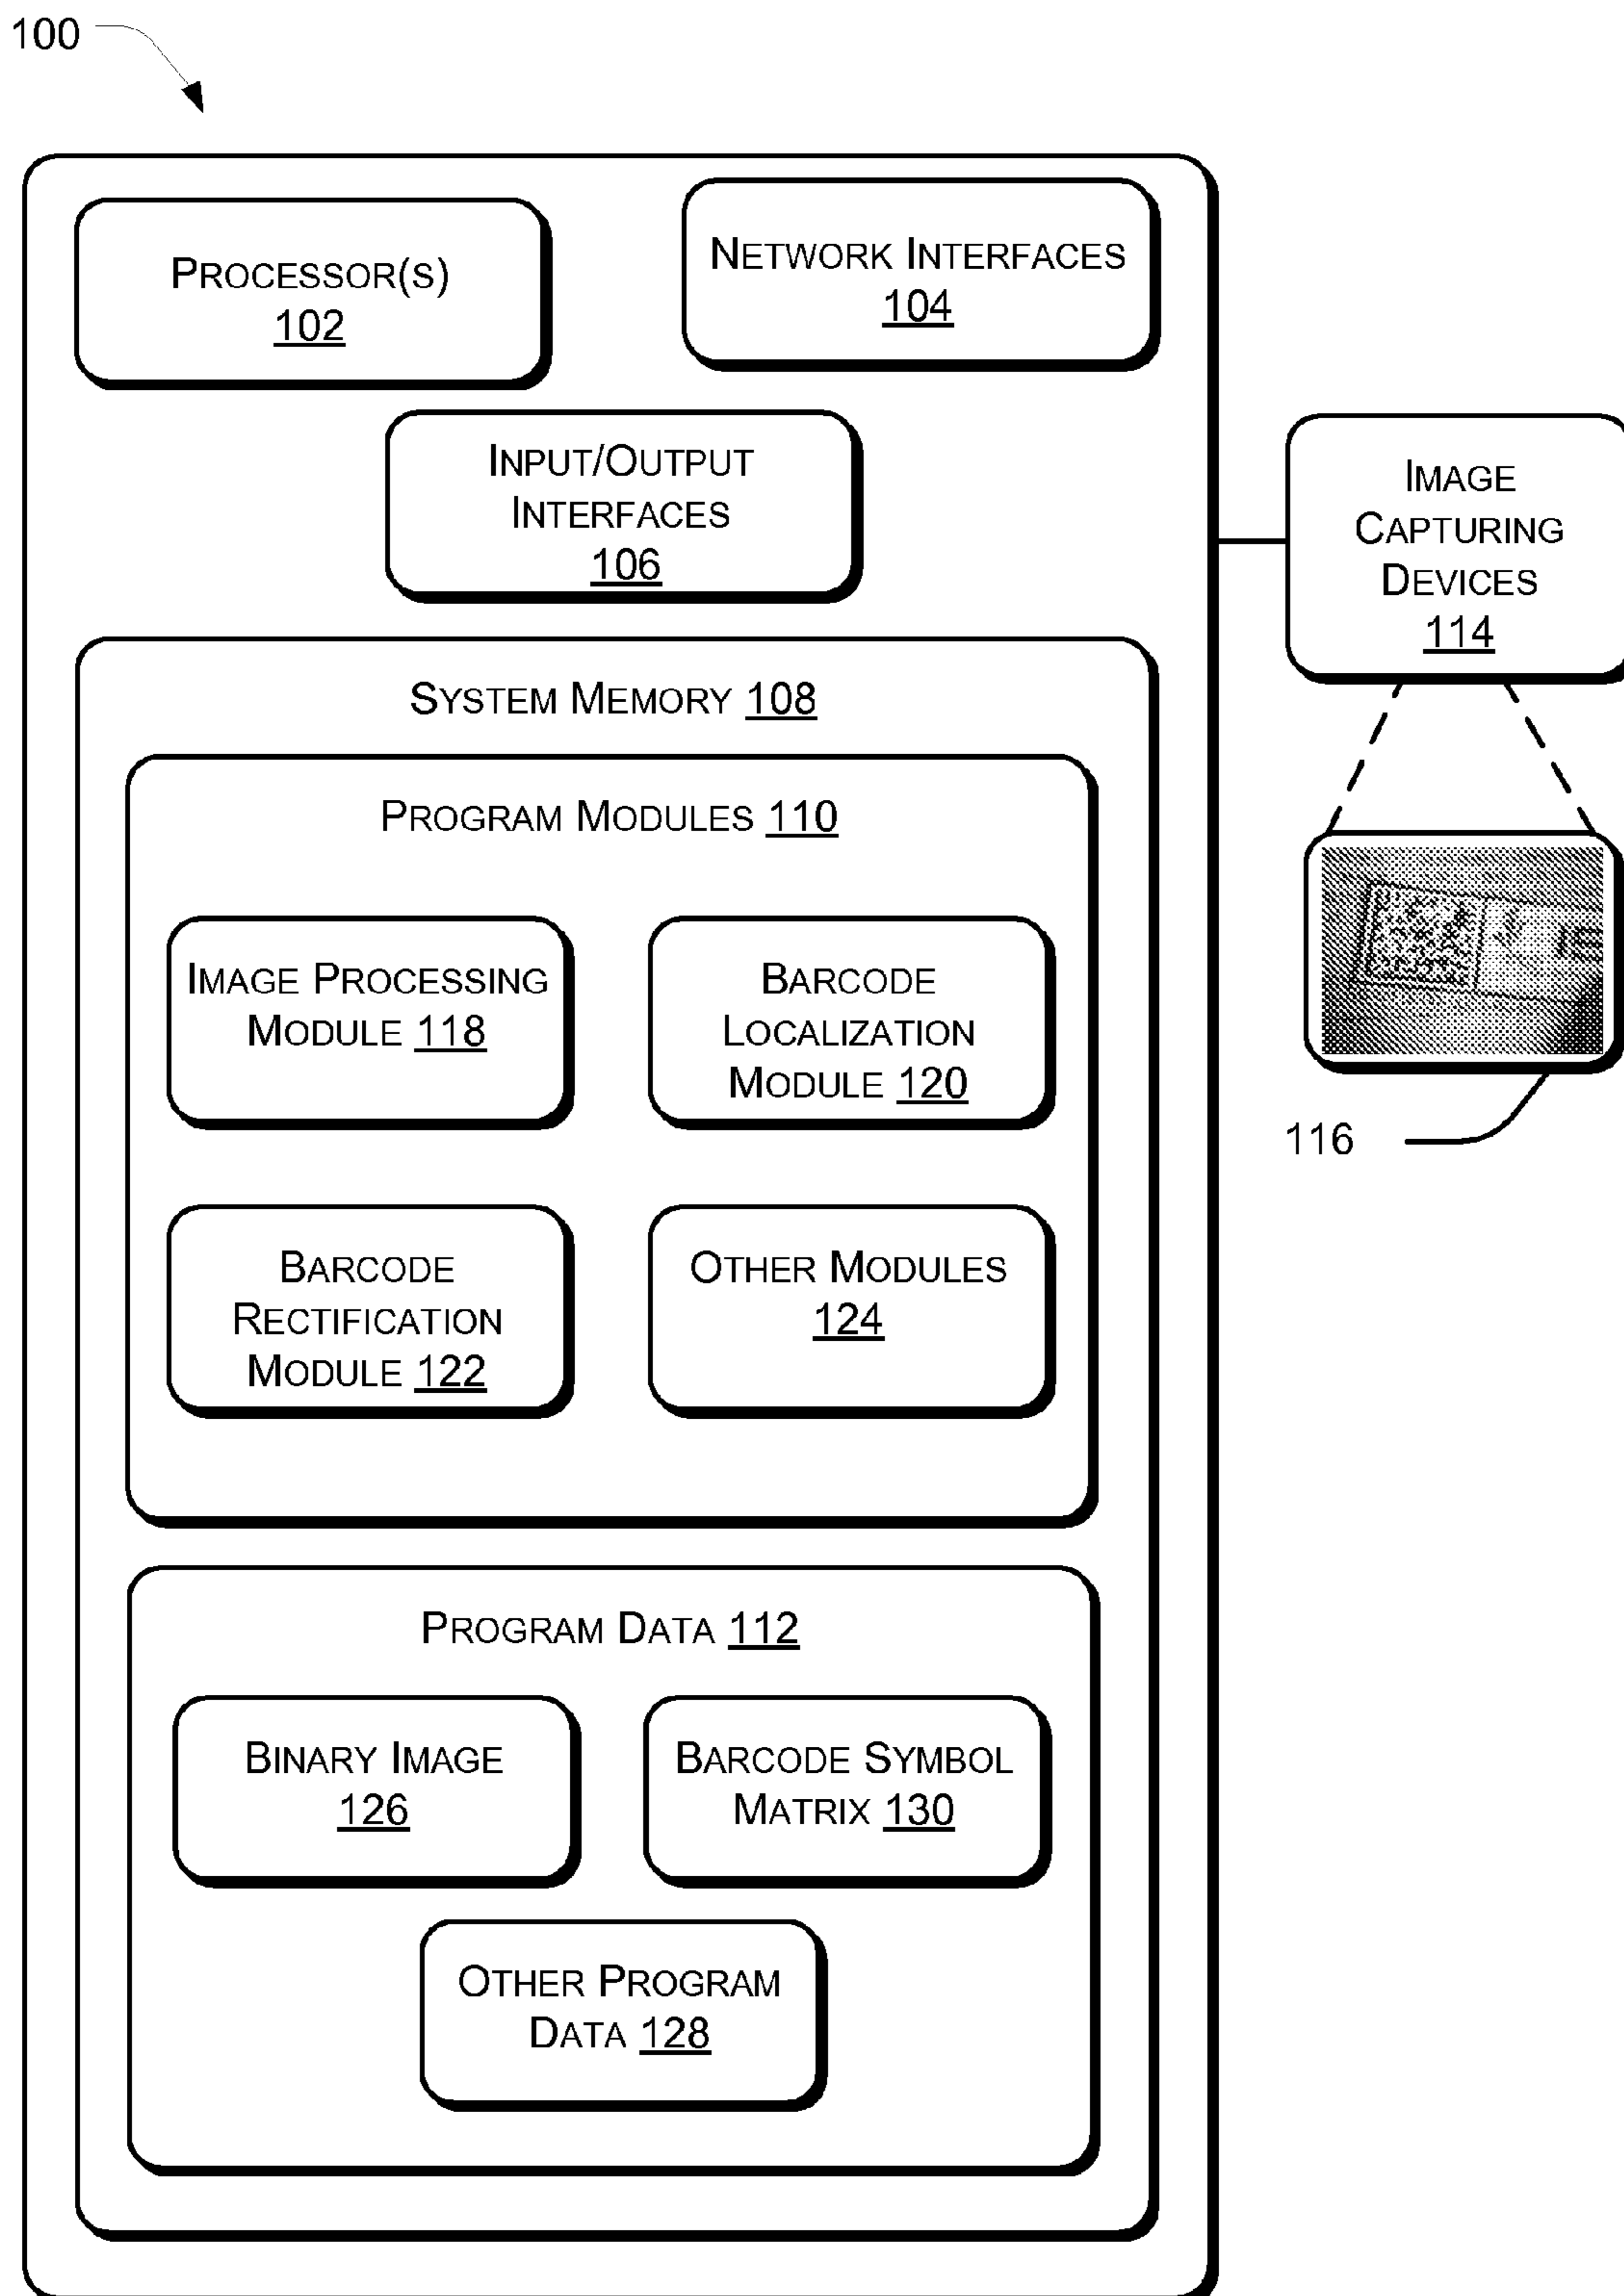 100
PROCESSOR(S)
102
NETWORK INTERFACES
104
INPUT/OUTPUT
INTERFACES
106
IMAGE
CAPTURING
DEVICES
114
SYSTEM MEMORY 108
PROGRAM MODULES 110
IMAGE PROCESSING
MODULE 118
BARCODE
LOCALIZATION
MODULE 120
116
BARCODE
RECTIFICATION
MODULE 122
OTHER MODULES
124
PROGRAM DATA 112
BINARY IMAGE
126
BARCODE SYMBOL
MATRIX 130
OTHER PROGRAM
DATA 128